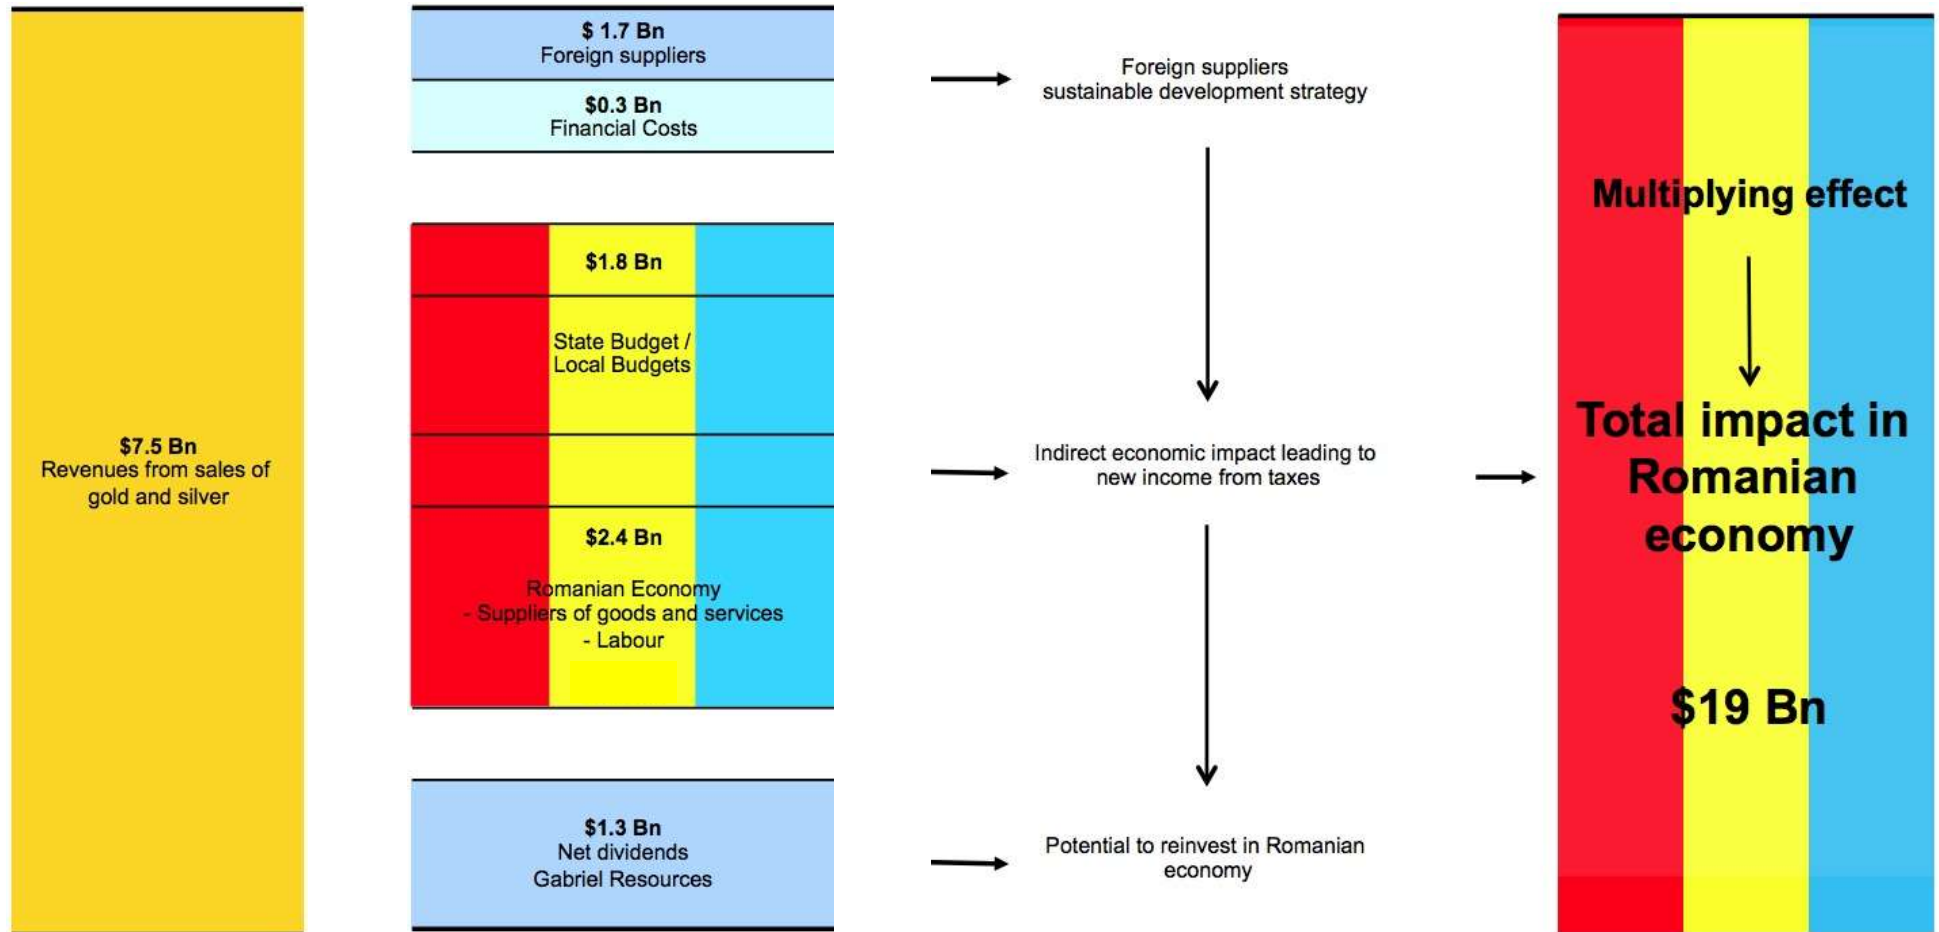 $7.5 Bn
Revenues from sales of
gold and silver
$ 1.7 Bn
Foreign suppliers
$0.3 Bn
Financial Costs
$1.8 Bn
State Budget /
Local Budgets
$2.4 Bn
Romanian Economy
- Suppliers of goods and services
- Labour
$1.3 Bn
Net dividends
Gabriel Resources
Foreign suppliers
sustainable development strategy
Indirect economic impact leading to
new income from taxes
Potential to reinvest in Romanian
economy
Multiplying effect
Total impact in
Romanian
economy
$19 Bn